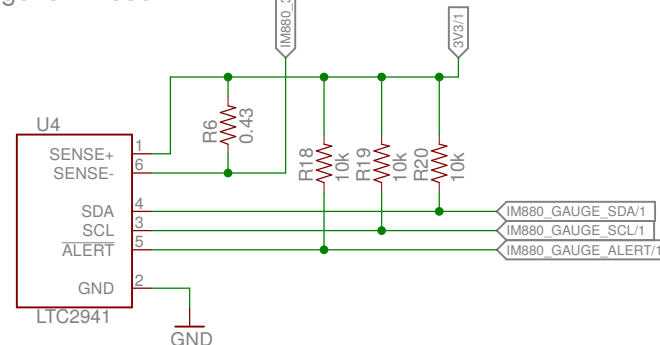 IM880_3
3V3/1
U4
R6
0.43
R18
10k
R19
10k
R20
10k
1
SENSE+
6
SENSE-
4
SDA
IM880_GAUGE_SDA/1
3
SCL
IM880_GAUGE_SCL/1
5
ALERT
IM880_GAUGE_ALERT/1
2
GND
LTC2941
GND